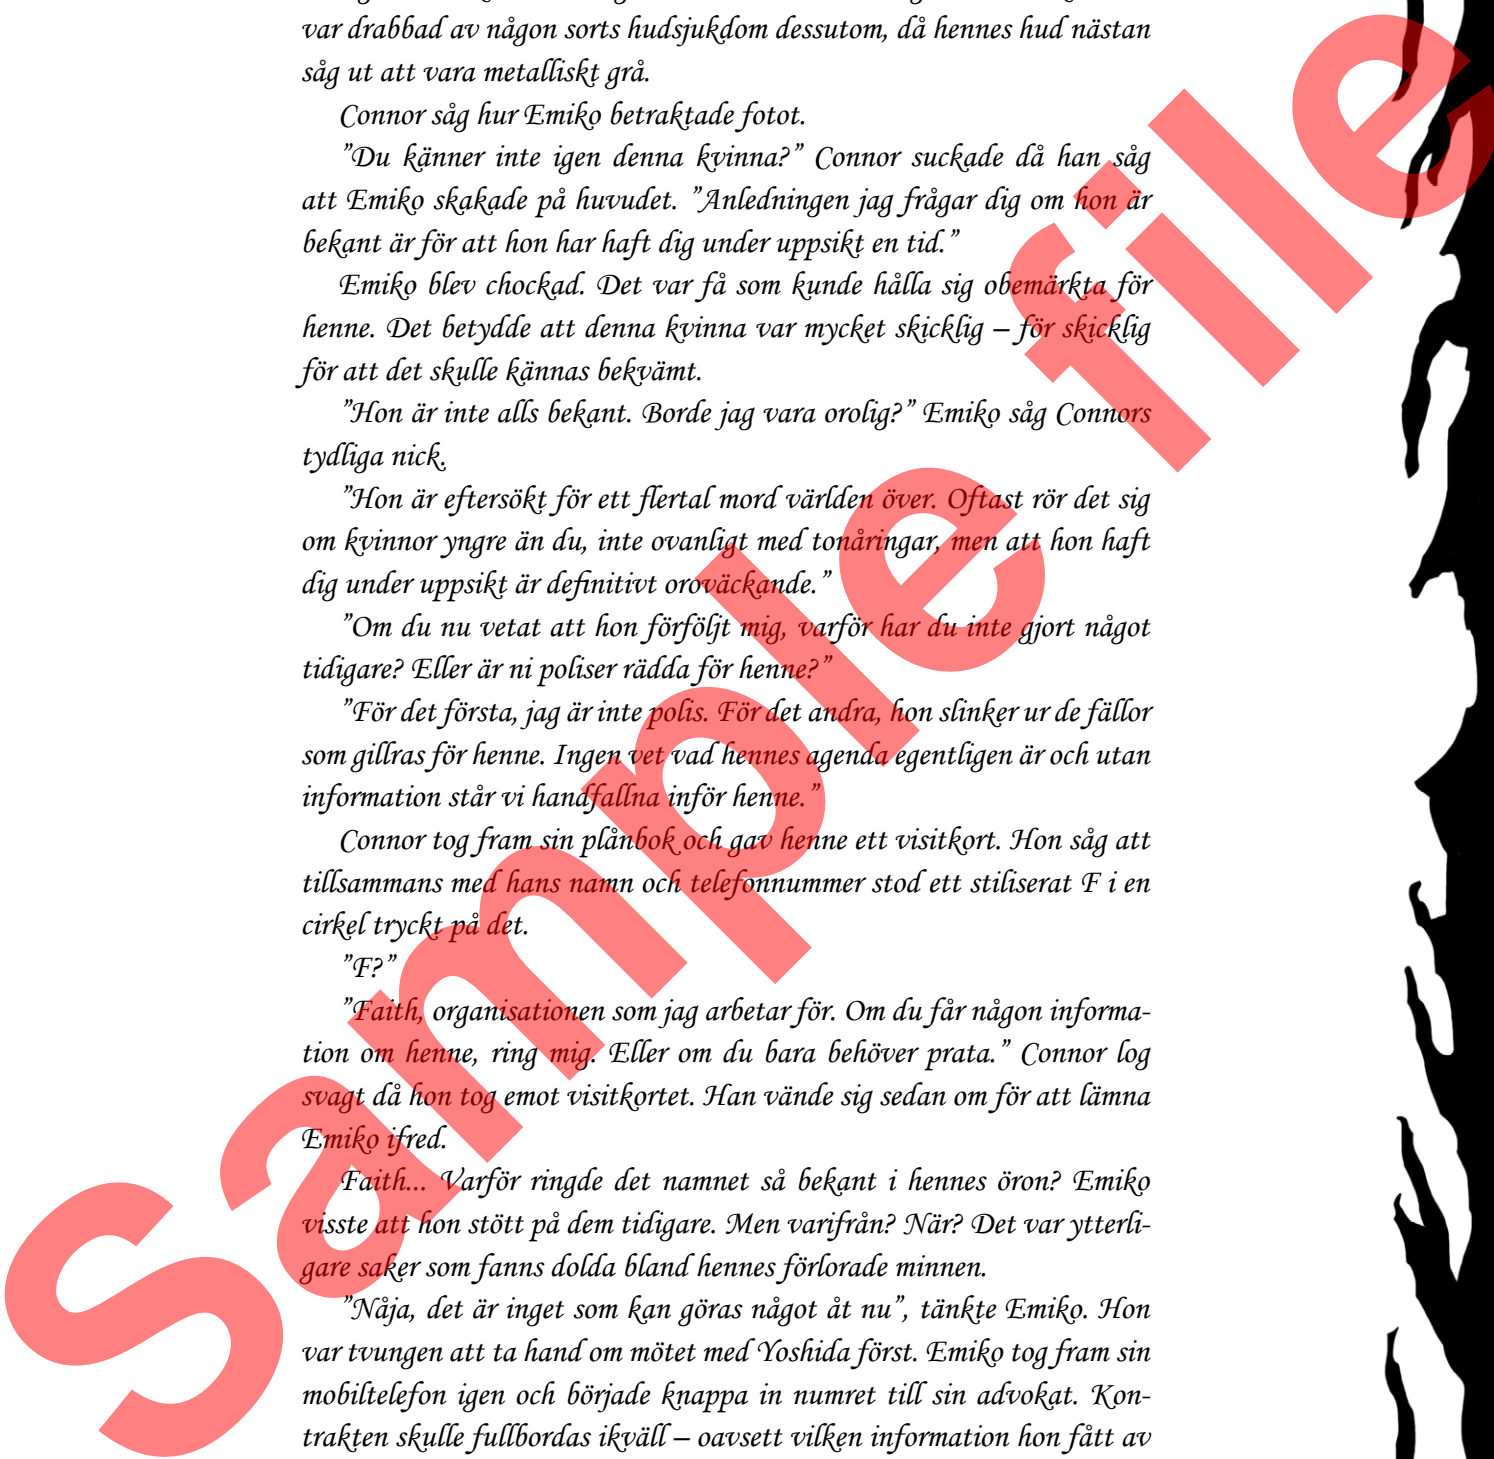 var drabbad av någon sorts hudsjukdom dessutom, då hennes hud nästan
såg ut att vara metalliskt grå.
Connor såg hur Emiko betraktade fotot.
”Du känner inte igen denna kvinna?” Connor suckade då han såg
att Emiko skakade på huvudet. ”Anledningen jag frågar dig om hon är
bekant är för att hon har haft dig under uppsikt en tid.”
Emiko blev chockad. Det var få som kunde hålla sig obemärkta för
henne. Det betydde att denna kvinna var mycket skicklig – för skicklig
för att det skulle kännas bekvämt.
”Hon är inte alls bekant. Borde jag vara orolig?” Emiko såg Connors
tydliga nick.
”Hon är eftersökt för ett flertal mord världen över. Oftast rör det sig
om kvinnor yngre än du, inte ovanligt med tonåringar, men att hon haft
dig under uppsikt är definitivt oroväckande.”
”Om du nu vetat att hon förföljt mig, varför har du inte gjort något
tidigare? Eller är ni poliser rädda för henne?”
”För det första, jag är inte polis. För det andra, hon slinker ur de fällor
som gillras för henne. Ingen vet vad hennes agenda egentligen är och utan
information står vi handfallna inför henne.”
Connor tog fram sin plånbok och gav henne ett visitkort. Hon såg att
tillsammans med hans namn och telefonnummer stod ett stiliserat F i en
cirkel tryckt på det.
”F?”
”Faith, organisationen som jag arbetar för. Om du får någon informa-
tion om henne, ring mig. Eller om du bara behöver prata.” Connor log
svagt då hon tog emot visitkortet. Han vände sig sedan om för att lämna
Emiko ifred.
Faith... Varför ringde det namnet så bekant i hennes öron? Emiko
visste att hon stött på dem tidigare. Men varifrån? När? Det var ytterli-
gare saker som fanns dolda bland hennes förlorade minnen.
”Nåja, det är inget som kan göras något åt nu”, tänkte Emiko. Hon
var tvungen att ta hand om mötet med Yoshida först. Emiko tog fram sin
mobiltelefon igen och började knappa in numret till sin advokat. Kon-
trakten skulle fullbordas ikväll – oavsett vilken information hon fått av
Sample file